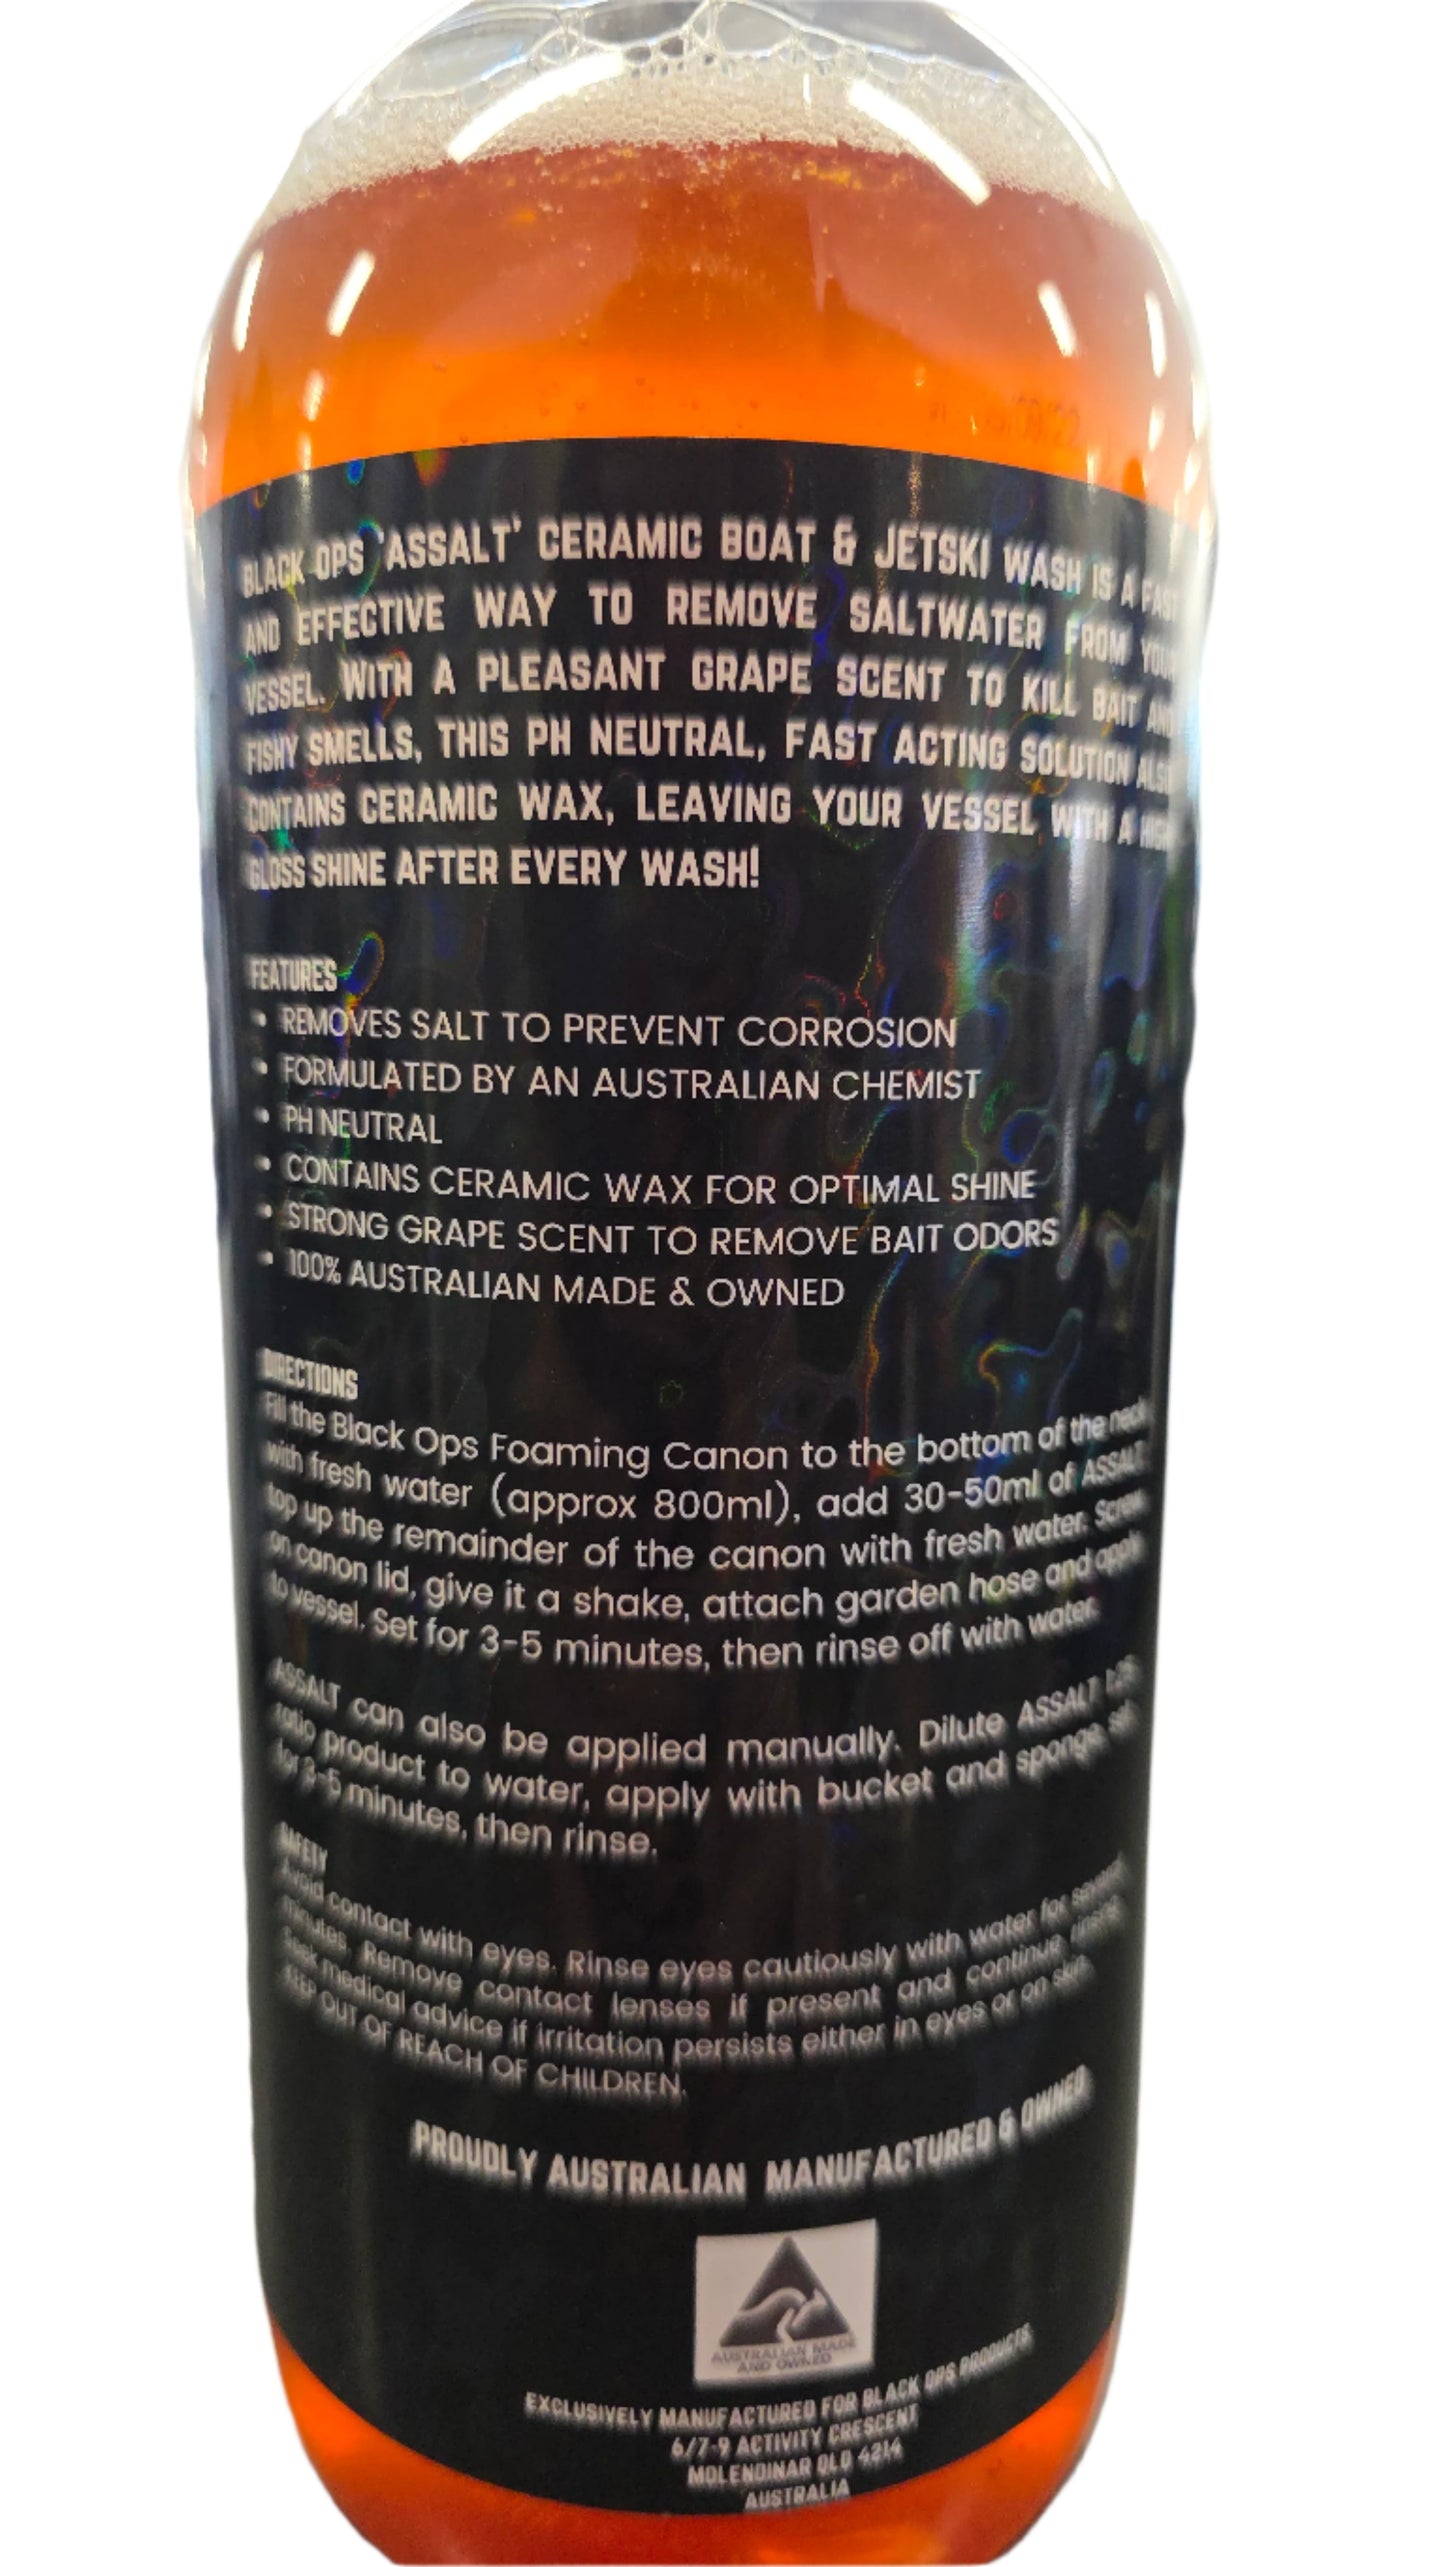 BLACK OPS 'ASSALT' CERAMIC BOAT & JETSKI WASH IS A FAST
AND EFFECTIVE WAY TO REMOVE SALTWATER FROM YOUR
VESSEL. WITH A PLEASANT GRAPE SCENT TO KILL BAIT AND
FISHY SMELLS, THIS PH NEUTRAL, FAST ACTING SOLUTION ALSO
CONTAINS CERAMIC WAX, LEAVING YOUR VESSEL WITH A HIGH
GLOSS SHINE AFTER EVERY WASH!
FEATURES
• REMOVES SALT TO PREVENT CORROSION
• FORMULATED BY AN AUSTRALIAN CHEMIST
• PH NEUTRAL
• CONTAINS CERAMIC WAX FOR OPTIMAL SHINE
• STRONG GRAPE SCENT TO REMOVE BAIT ODORS
• 100% AUSTRALIAN MADE & OWNED
DIRECTIONS
Fill the Black Ops Foaming Canon to the bottom of the neck
with fresh water (approx 800ml), add 30-50ml of ASSALT,
top up the remainder of the canon with fresh water. Screw
on canon lid, give it a shake, attach garden hose and apply
to vessel. Set for 3-5 minutes, then rinse off with water.
ASSALT can also be applied manually. Dilute ASSALT
ratio product to water, apply with bucket and sponge, set
for 3-5 minutes, then rinse.
SAFETY
Avoid contact with eyes. Rinse eyes cautiously with water for several
minutes. Remove contact lenses if present and continue rinsing.
Seek medical advice if irritation persists either in eyes or on skin.
KEEP OUT OF REACH OF CHILDREN.
PROUDLY AUSTRALIAN MANUFACTURED & OWNED
AUSTRALIAN MADE
AND OWNED
EXCLUSIVELY MANUFACTURED FOR BLACK OPS PRODUCTS
6/7-9 ACTIVITY CRESCENT
MOLENDINAR QLD 4214
AUSTRALIA